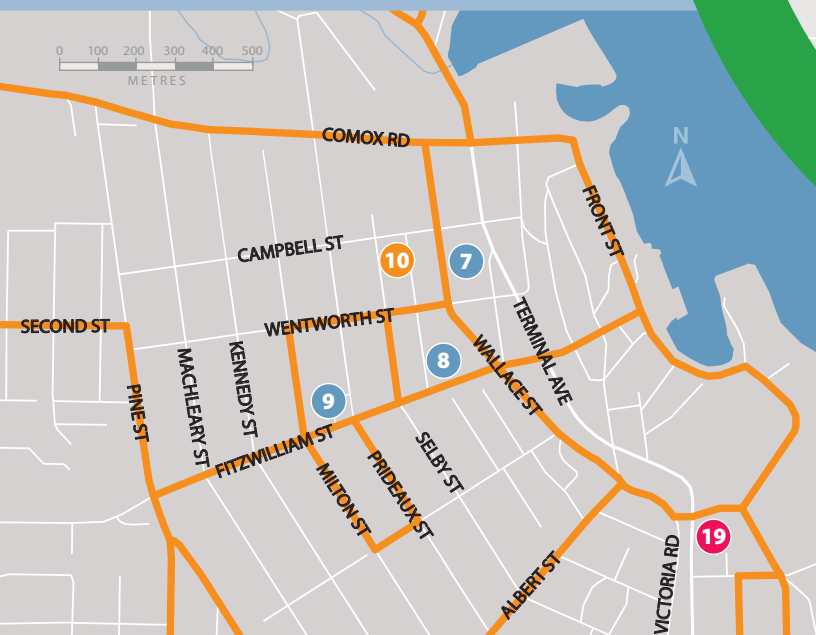 0 100 200 300 400 500
METRES
N
COMOX RD
FRONT ST
CAMPBELL ST
10
7
SECOND ST
WENTWORTH ST
TERMINAL AVE
WALLACE ST
8
PINE ST
MACHLEARY ST
KENNEDY ST
9
FITZWILLIAM ST
MILTON ST
PRIDEAUX ST
SELBY ST
19
ALBERT ST
VICTORIA RD